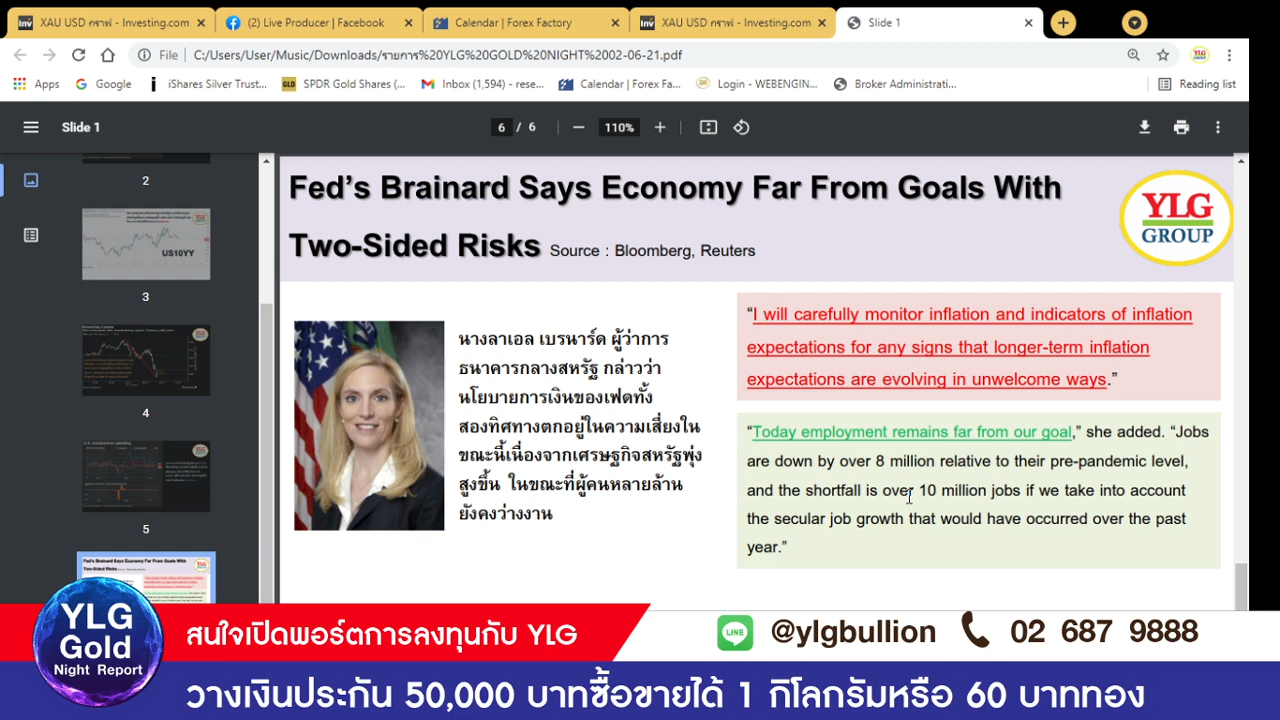 XAU USD กราฟ - Investing.com
(2) Live Producer | Facebook
Calendar | Forex Factory
XAU USD กราฟ - Investing.com
Slide 1
File
C:/Users/User/Music/Downloads/รายการ%20YLG%20GOLD%20NIGHT%2002-06-21.pdf
Apps
Google
iShares Silver Trust...
SPDR Gold Shares (...
Inbox (1,594) - rese...
Calendar | Forex Fa...
Login - WEBENGIN...
Broker Administrati...
Reading list
Slide 1
6 / 6
110%
2
US10YY
3
4
5
Fed's Brainard Says Economy Far From Goals With
Two-Sided Risks Source : Bloomberg, Reuters
YLG
GROUP
นางลาเอล เบรนาร์ด ผู้ว่าการ
ธนาคารกลางสหรัฐ กล่าวว่า
นโยบายการเงินของเฟดทั้ง
สองทิศทางตกอยู่ในความเสี่ยงใน
ขณะนี้เนื่องจากเศรษฐกิจสหรัฐพุ่ง
สูงขึ้น ในขณะที่ผู้คนหลายล้าน
ยังคงว่างงาน
“I will carefully monitor inflation and indicators of inflation
expectations for any signs that longer-term inflation
expectations are evolving in unwelcome ways.”
“Today employment remains far from our goal,” she added. “Jobs
are down by over 8 million relative to their pre-pandemic level,
and the shortfall is over 10 million jobs if we take into account
the secular job growth that would have occurred over the past
year.”
YLG
Gold
Night Report
สนใจเปิดพอร์ตการลงทุนกับ YLG
LINE
@ylgbullion
02 687 9888
วางเงินประกัน 50,000 บาทซื้อขายได้ 1 กิโลกรัมหรือ 60 บาททอง